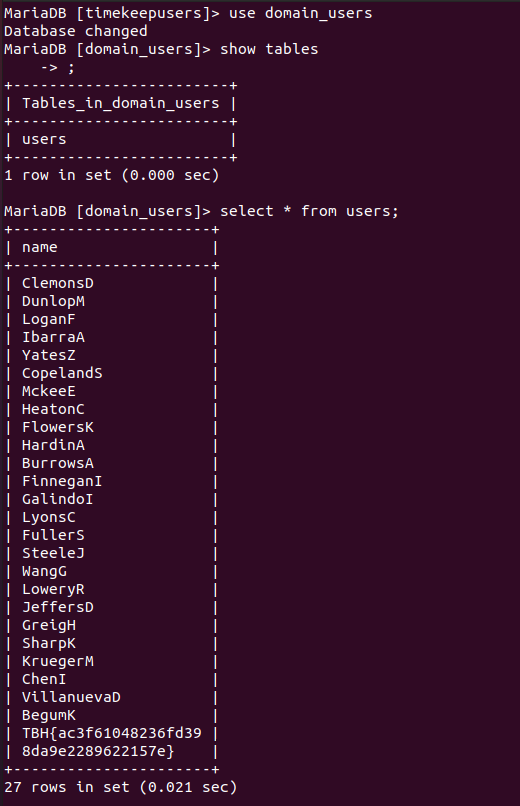 MariaDB [timekeepusers]> use domain_users
Database changed
MariaDB [domain_users]> show tables
    -> ;
+------------------------+
| Tables_in_domain_users |
+------------------------+
| users                  |
+------------------------+
1 row in set (0.000 sec)

MariaDB [domain_users]> select * from users;
+----------------------+
| name                 |
+----------------------+
| ClemonsD             |
| DunlopM              |
| LoganF               |
| IbarraA              |
| YatesZ               |
| CopelandS            |
| MckeeE               |
| HeatonC              |
| FlowersK             |
| HardinA              |
| BurrowsA             |
| FinneganI            |
| GalindoI             |
| LyonsC               |
| FullerS              |
| SteeleJ              |
| WangG                |
| LoweryR              |
| JeffersD             |
| GreigH               |
| SharpK               |
| KruegerM             |
| ChenI                |
| VillanuevaD          |
| BegumK               |
| TBH{ac3f61048236fd39 |
| 8da9e2289622157e}    |
+----------------------+
27 rows in set (0.021 sec)